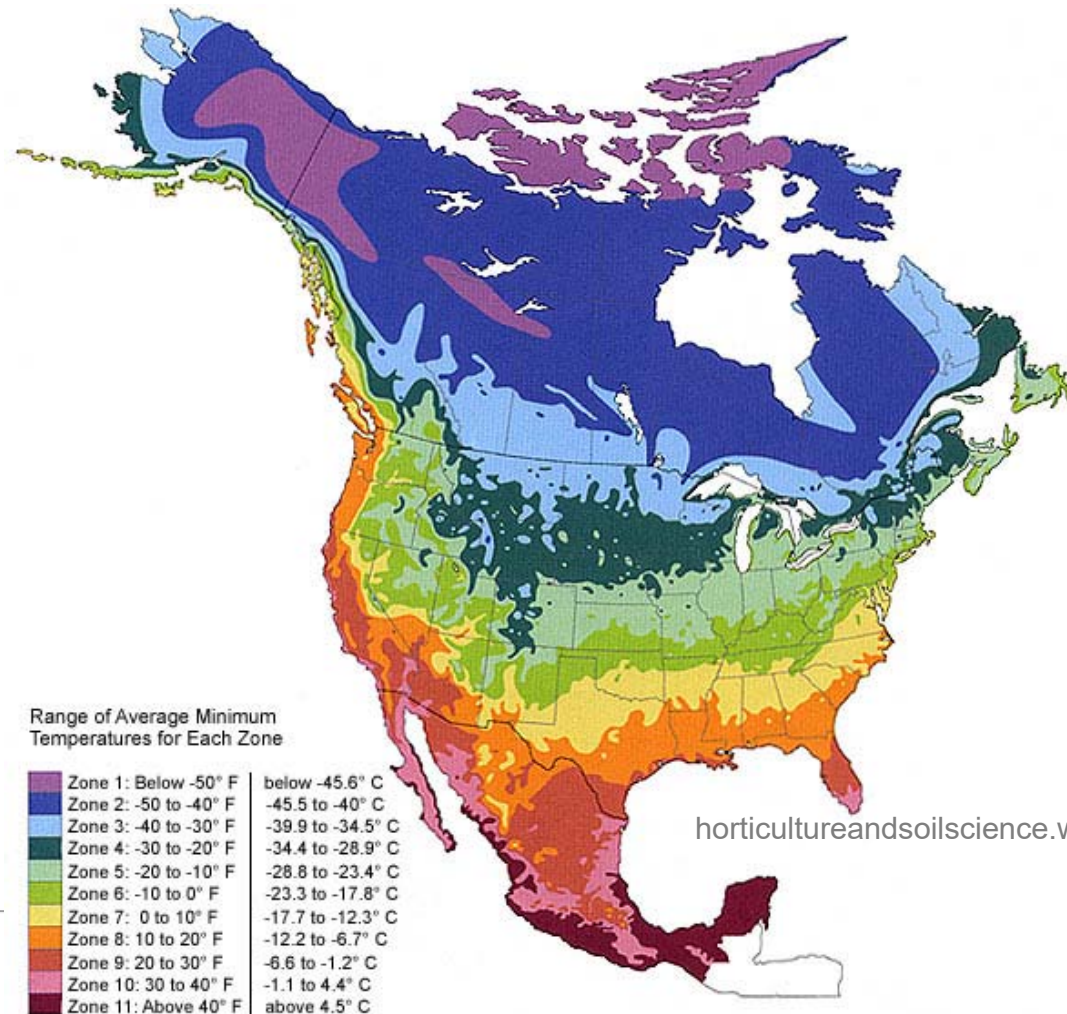 Range of Average Minimum
Temperatures for Each Zone
Zone 1: Below -50° F below -45.6° C
Zone 2: -50 to -40° F -45.5 to -40° C
Zone 3: -40 to -30° F -39.9 to -34.5° C
Zone 4: -30 to -20° F -34.4 to -28.9° C
Zone 5: -20 to -10° F -28.8 to -23.4° C
Zone 6: -10 to 0° F -23.3 to -17.8° C
Zone 7: 0 to 10° F -17.7 to -12.3° C
Zone 8: 10 to 20° F -12.2 to -6.7° C
Zone 9: 20 to 30° F -6.6 to -1.2° C
Zone 10: 30 to 40° F -1.1 to 4.4° C
Zone 11: Above 40° F above 4.5° C
horticultureandsoilscience.w